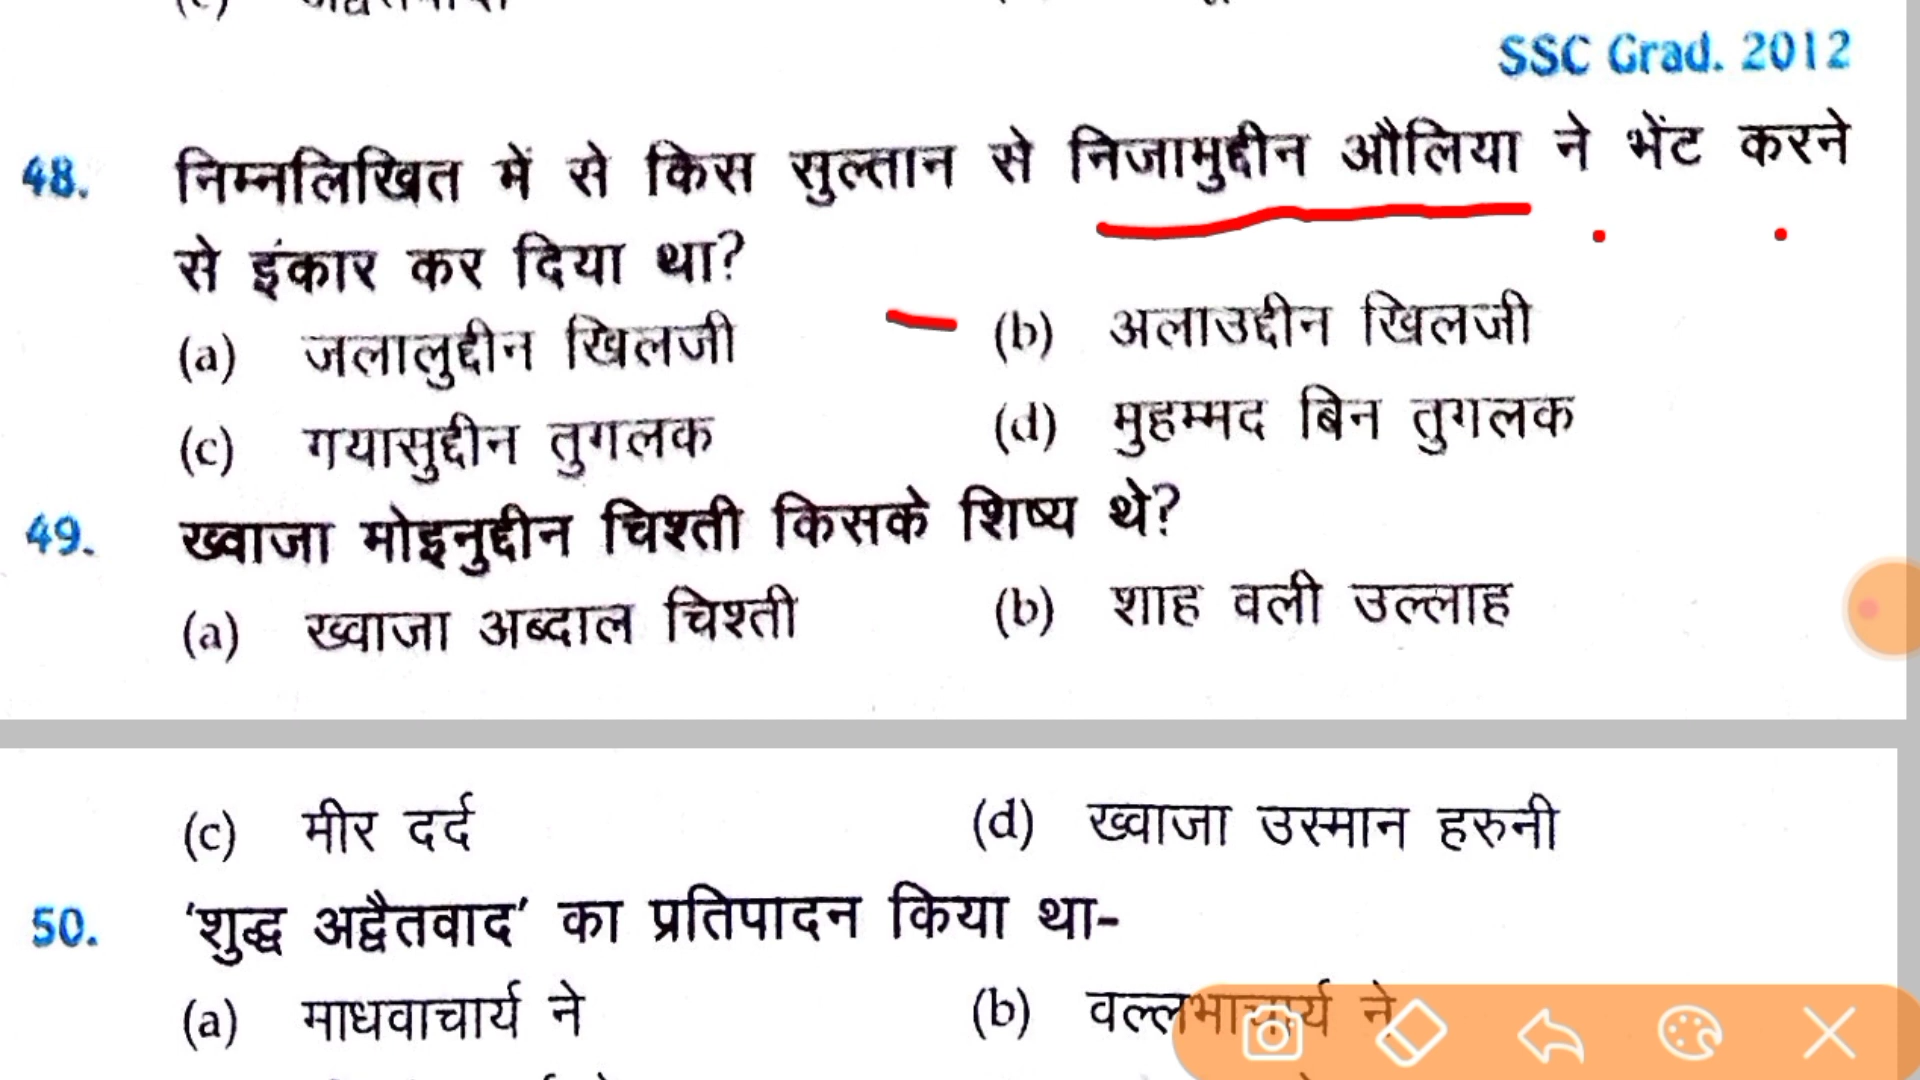 SSC Grad. 2012
48. निम्नलिखित में से किस सुल्तान से निजामुद्दीन औलिया ने भेंट करने
से इंकार कर दिया था?
(a) जलालुद्दीन खिलजी (b) अलाउद्दीन खिलजी
(c) गयासुद्दीन तुगलक (d) मुहम्मद बिन तुगलक
49. ख्वाजा मोइनुद्दीन चिश्ती किसके शिष्य थे?
(a) ख्वाजा अब्दाल चिश्ती (b) शाह वली उल्लाह
(c) मीर दर्द (d) ख्वाजा उस्मान हरुनी
50. 'शुद्ध अद्वैतवाद' का प्रतिपादन किया था-
(a) माधवाचार्य ने (b) वल्लभाचार्य ने